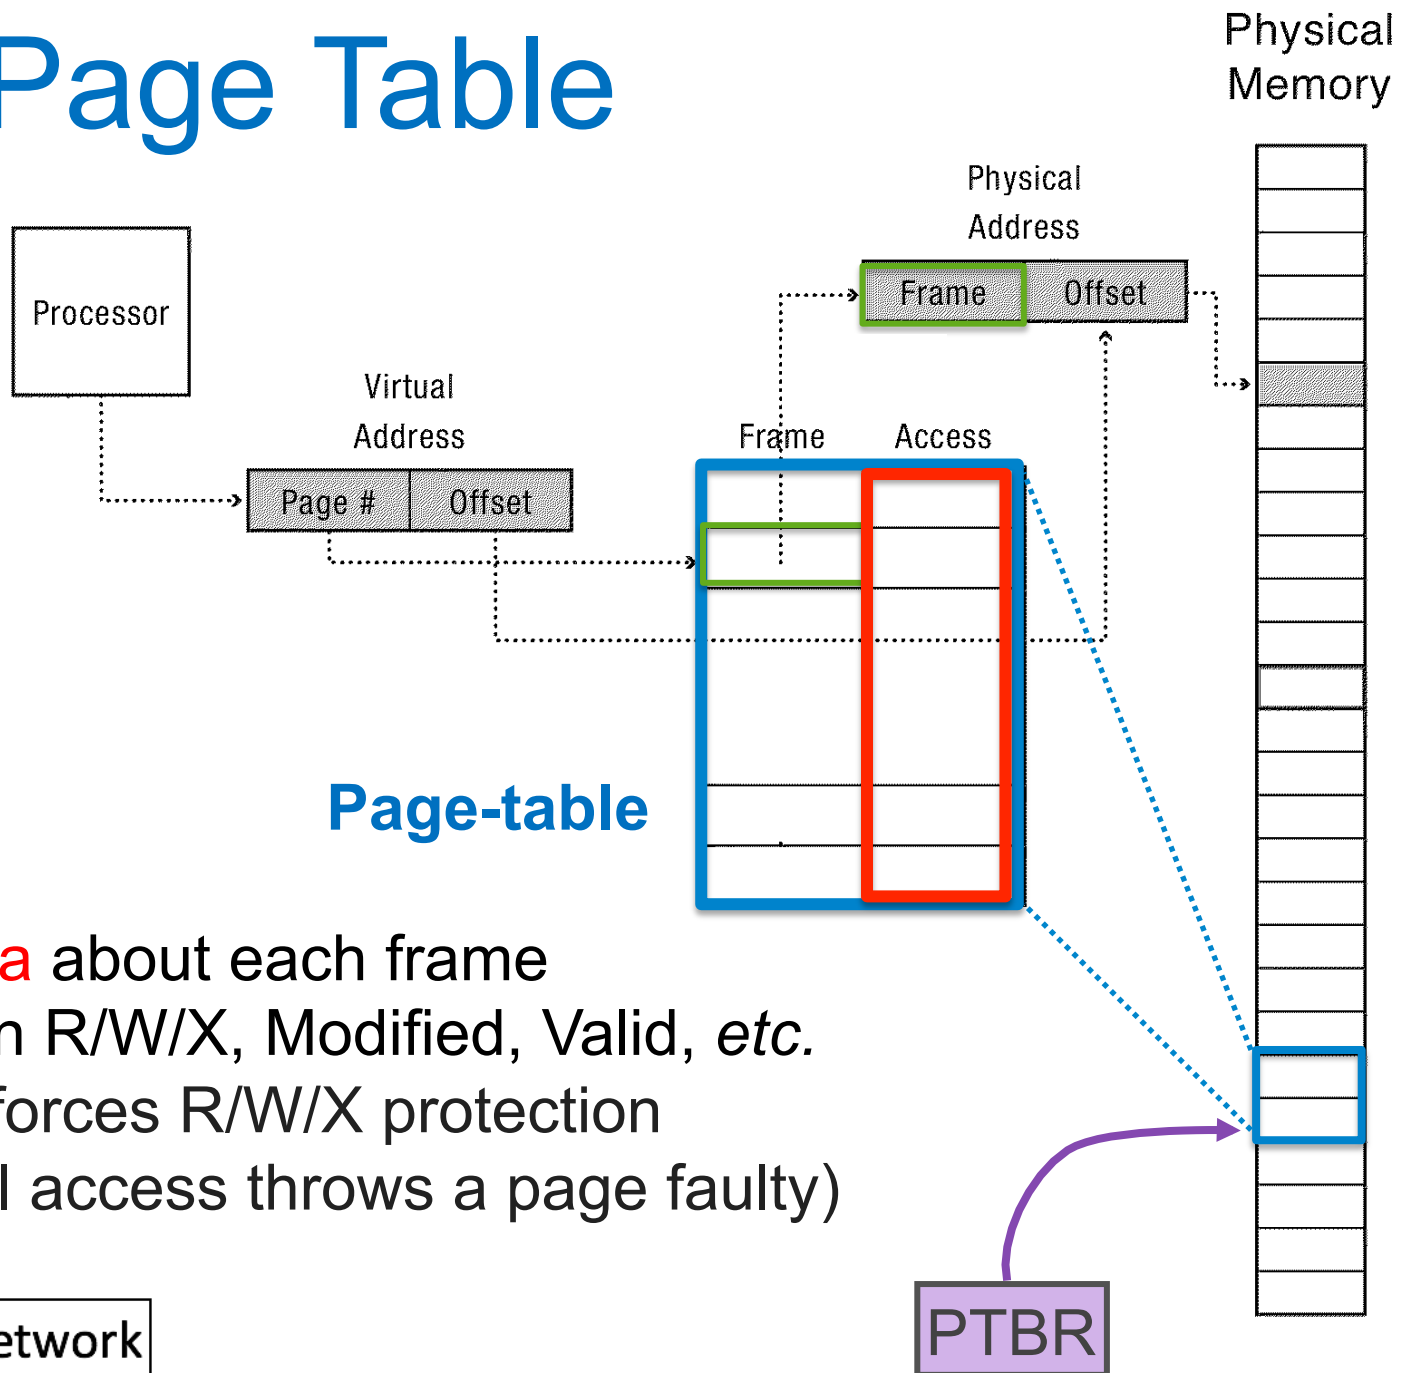 Page Table
Physical
Memory
Physical
Address
Frame Offset
Processor
Virtual
Address
Page # Offset
Frame Access
Page-table
a about each frame
n R/W/X, Modified, Valid, etc.
forces R/W/X protection
l access throws a page faulty)
PTBR
etwork